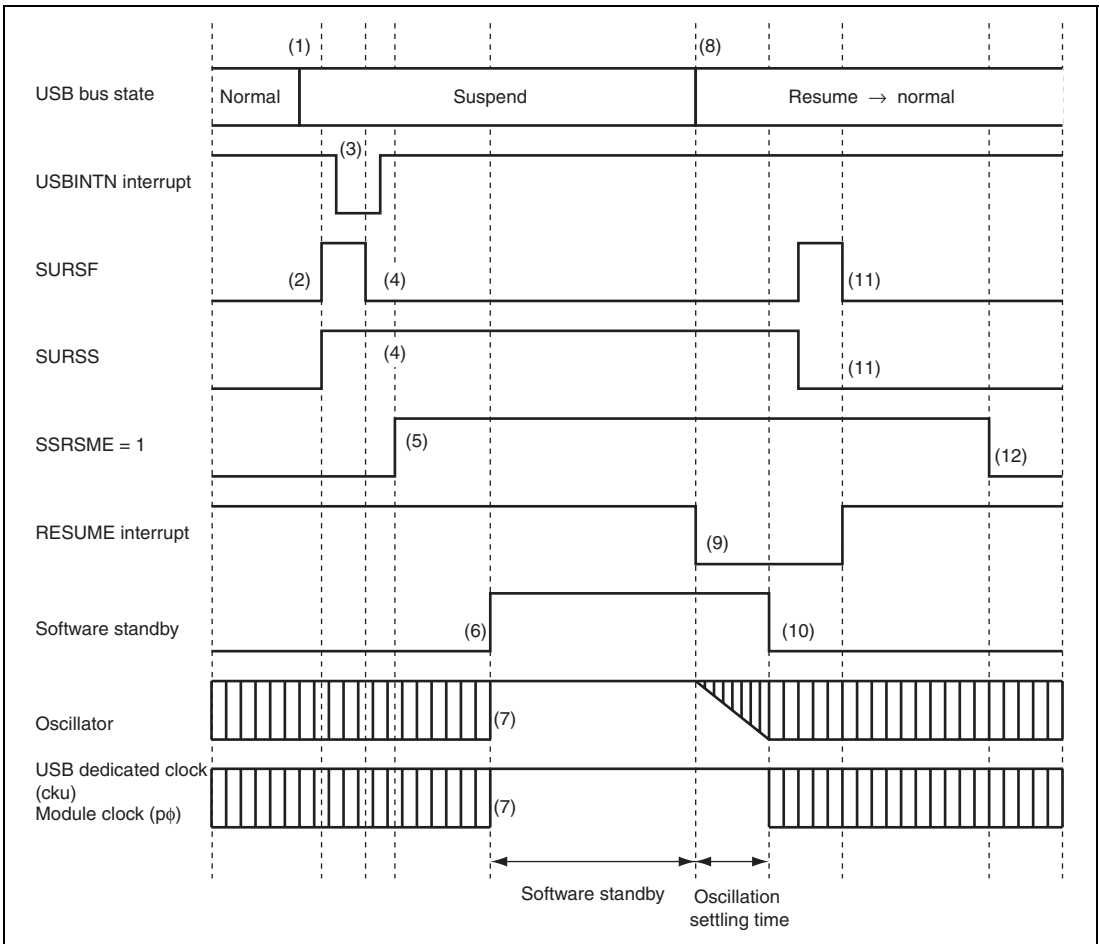 (1)
(8)
USB bus state
Normal
Suspend
Resume → normal
(3)
USBINTN interrupt
SURSF
(2)
(4)
(11)
SURSS
(4)
(11)
SSRSME = 1
(5)
(12)
RESUME interrupt
(9)
Software standby
(6)
(10)
Oscillator
(7)
USB dedicated clock
(cku)
Module clock (pϕ)
(7)
Software standby
Oscillation
settling time